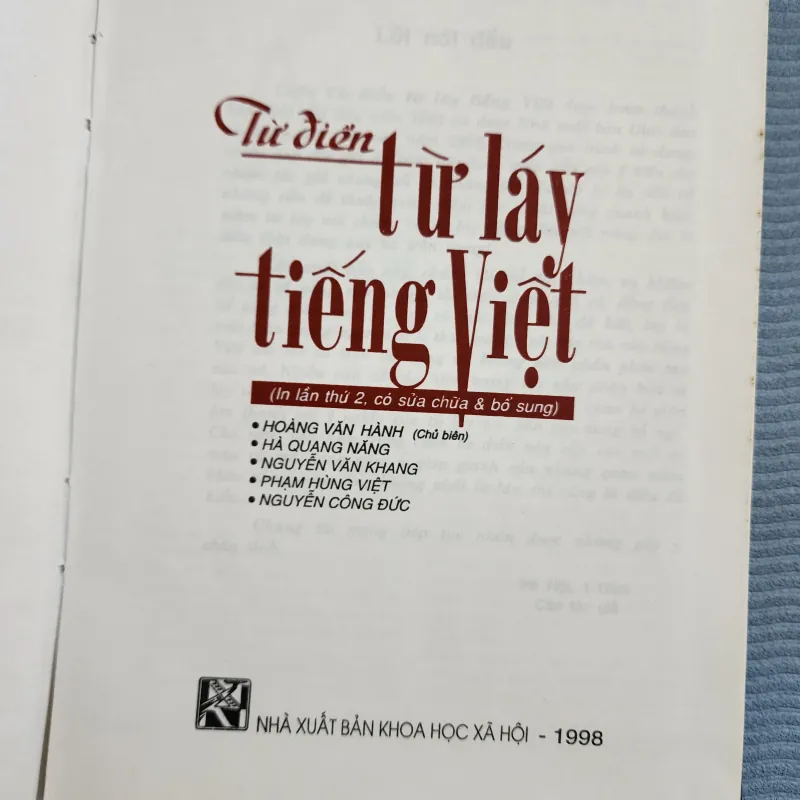 Từ điển
từ láy
tiếng Việt
(In lần thứ 2, có sửa chữa & bổ sung)
• HOÀNG VĂN HÀNH (Chủ biên)
• HÀ QUANG NĂNG
• NGUYỄN VĂN KHANG
• PHẠM HÙNG VIỆT
• NGUYỄN CÔNG ĐỨC
NHÀ XUẤT BẢN KHOA HỌC XÃ HỘI - 1998